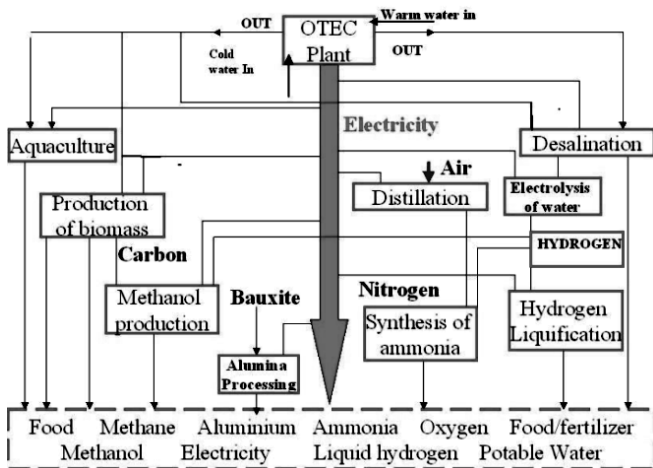 OUT
OTEC
Plant
Warm water in
OUT
Cold
water In
Electricity
Aquaculture
Desalination
Air
Production
of biomass
Distillation
Electrolysis
of water
Carbon
HYDROGEN
Methanol
production
Bauxite
Nitrogen
Synthesis of
ammonia
Hydrogen
Liquification
Alumina
Processing
Food Methane Aluminium Ammonia Oxygen Food/fertilizer
Methanol Electricity Liquid hydrogen Potable Water